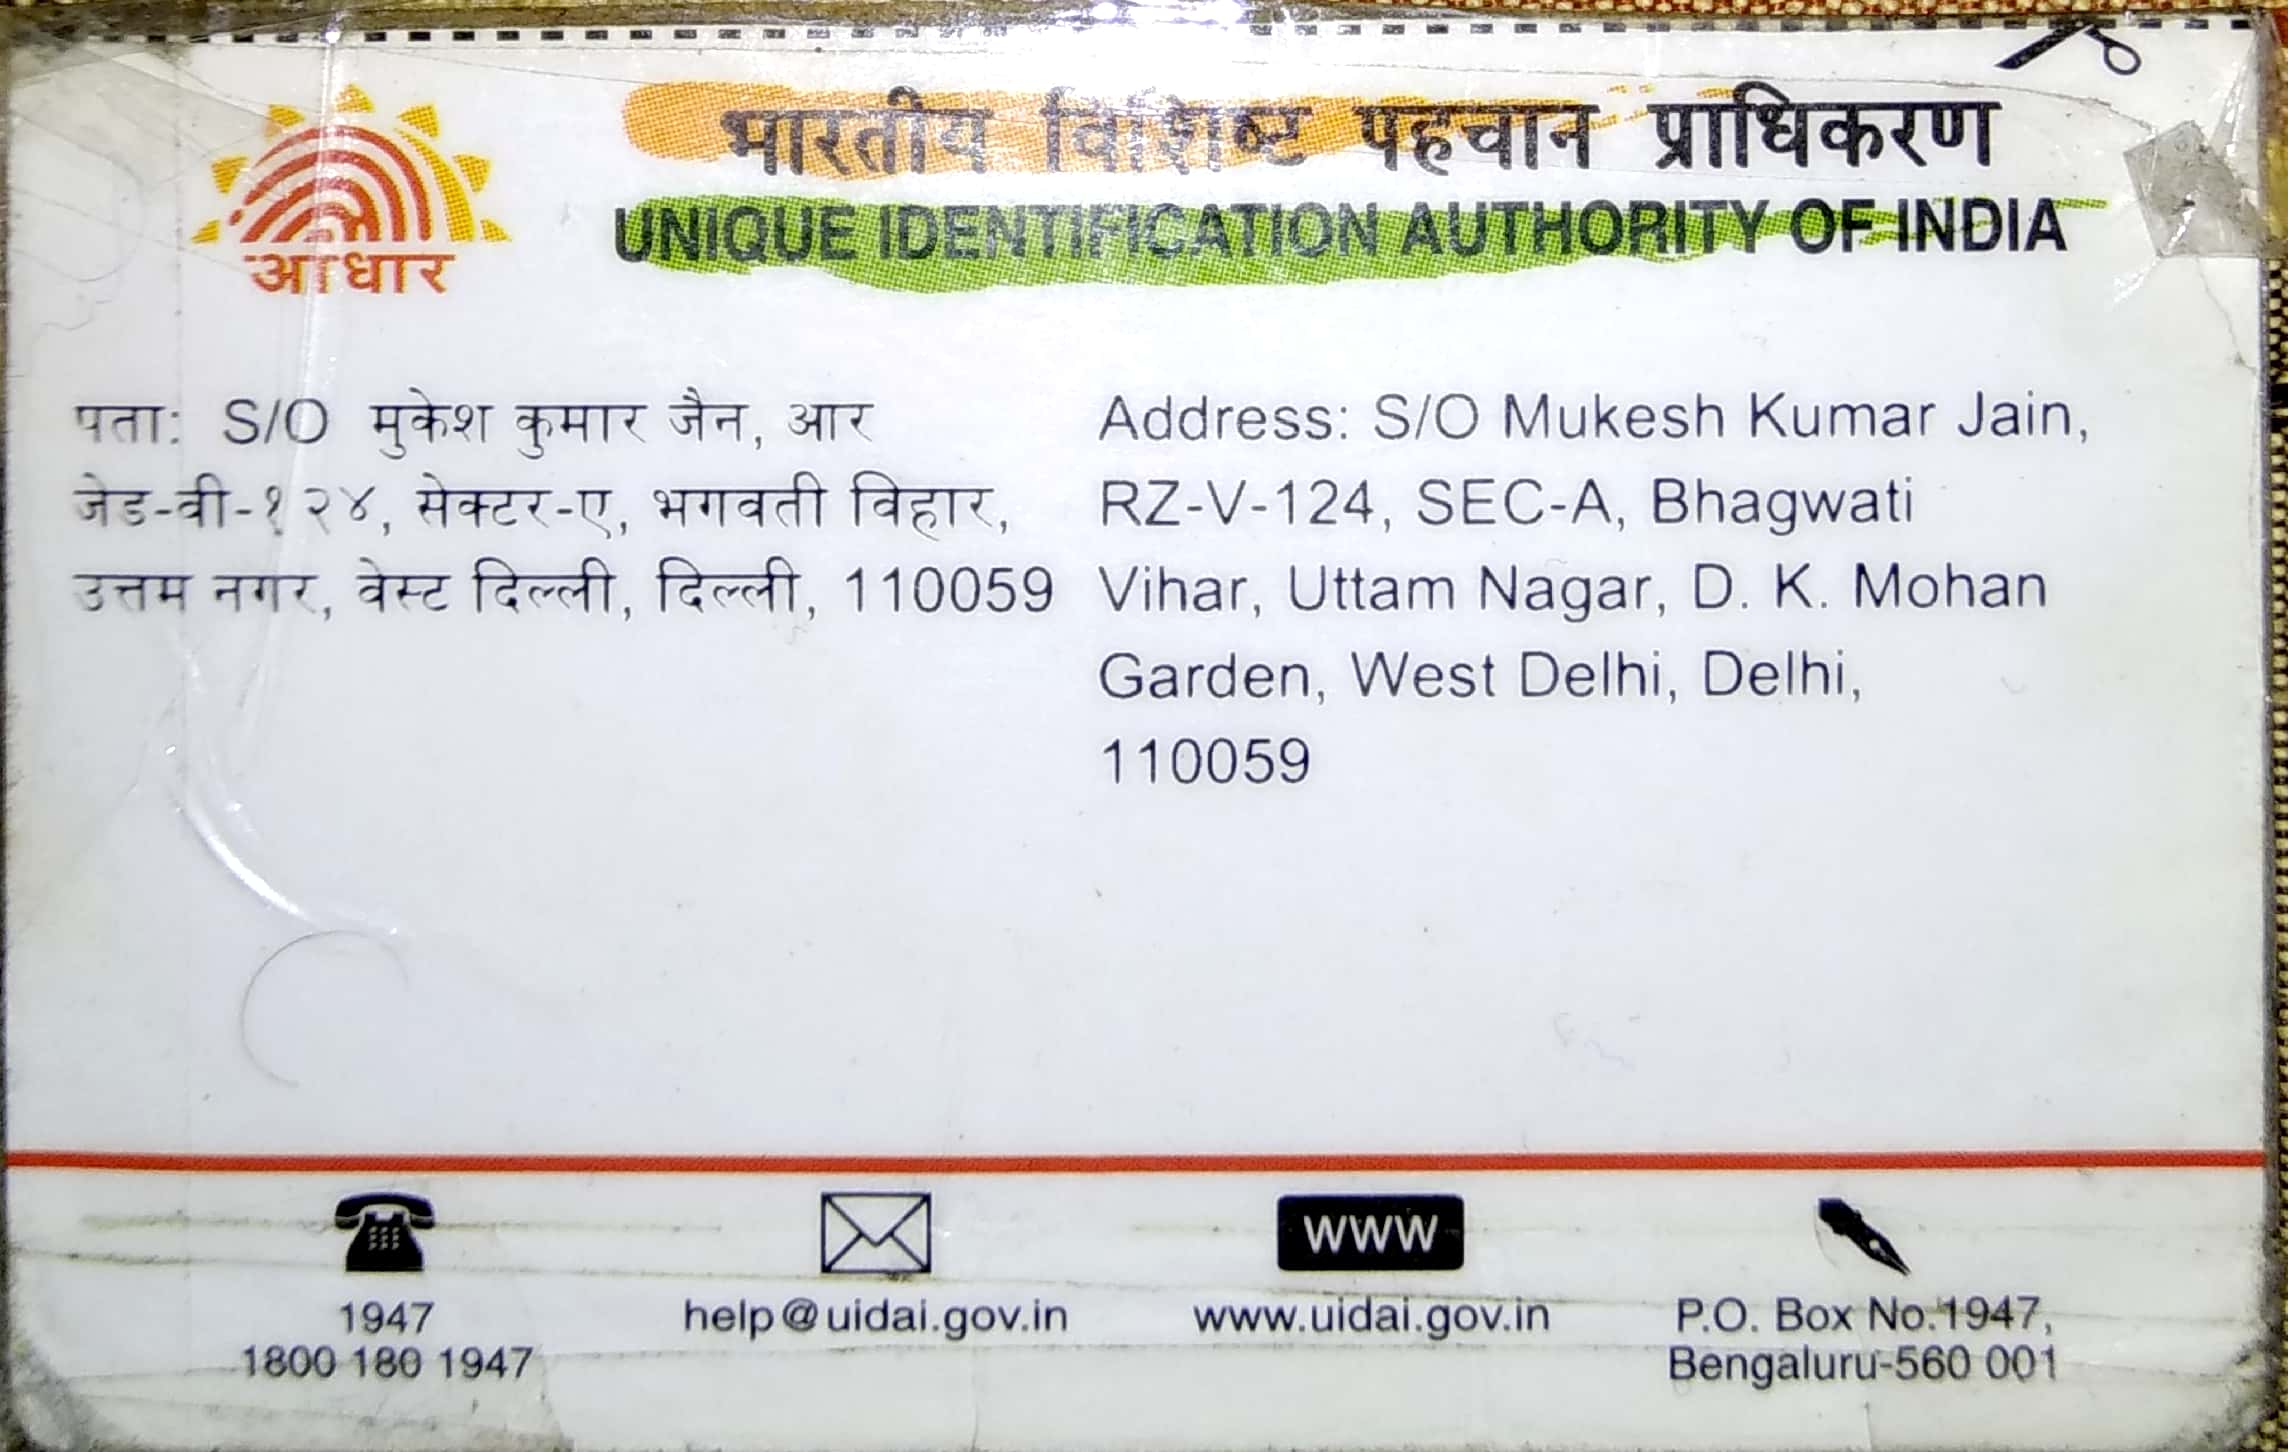 भारतीय विशिष्ट पहचान प्राधिकरण
UNIQUE IDENTIFICATION AUTHORITY OF INDIA
आधार
पता: S/O मुकेश कुमार जैन, आर
जेड-वी-१२४, सेक्टर-ए, भगवती विहार,
उत्तम नगर, वेस्ट दिल्ली, दिल्ली, 110059
Address: S/O Mukesh Kumar Jain,
RZ-V-124, SEC-A, Bhagwati
Vihar, Uttam Nagar, D. K. Mohan
Garden, West Delhi, Delhi,
110059
1947
1800 180 1947
help@uidai.gov.in
www
www.uidai.gov.in
P.O. Box No.1947,
Bengaluru-560 001